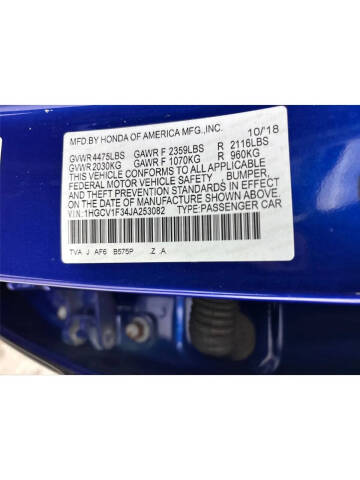 MFD.BY HONDA OF AMERICA MFG.,INC. 10/18
GVWR 4475LBS GAWR F 2359LBS R 2116LBS
GVWR 2030KG GAWR F 1070KG R 960KG
THIS VEHICLE CONFORMS TO ALL APPLICABLE
FEDERAL MOTOR VEHICLE SAFETY , BUMPER,
AND THEFT PREVENTION STANDARDS IN EFFECT
ON THE DATE OF MANUFACTURE SHOWN ABOVE.
V.I.N.:1HGCV1F34JA253082 TYPE:PASSENGER CAR
TVA J AF6 B575P Z A